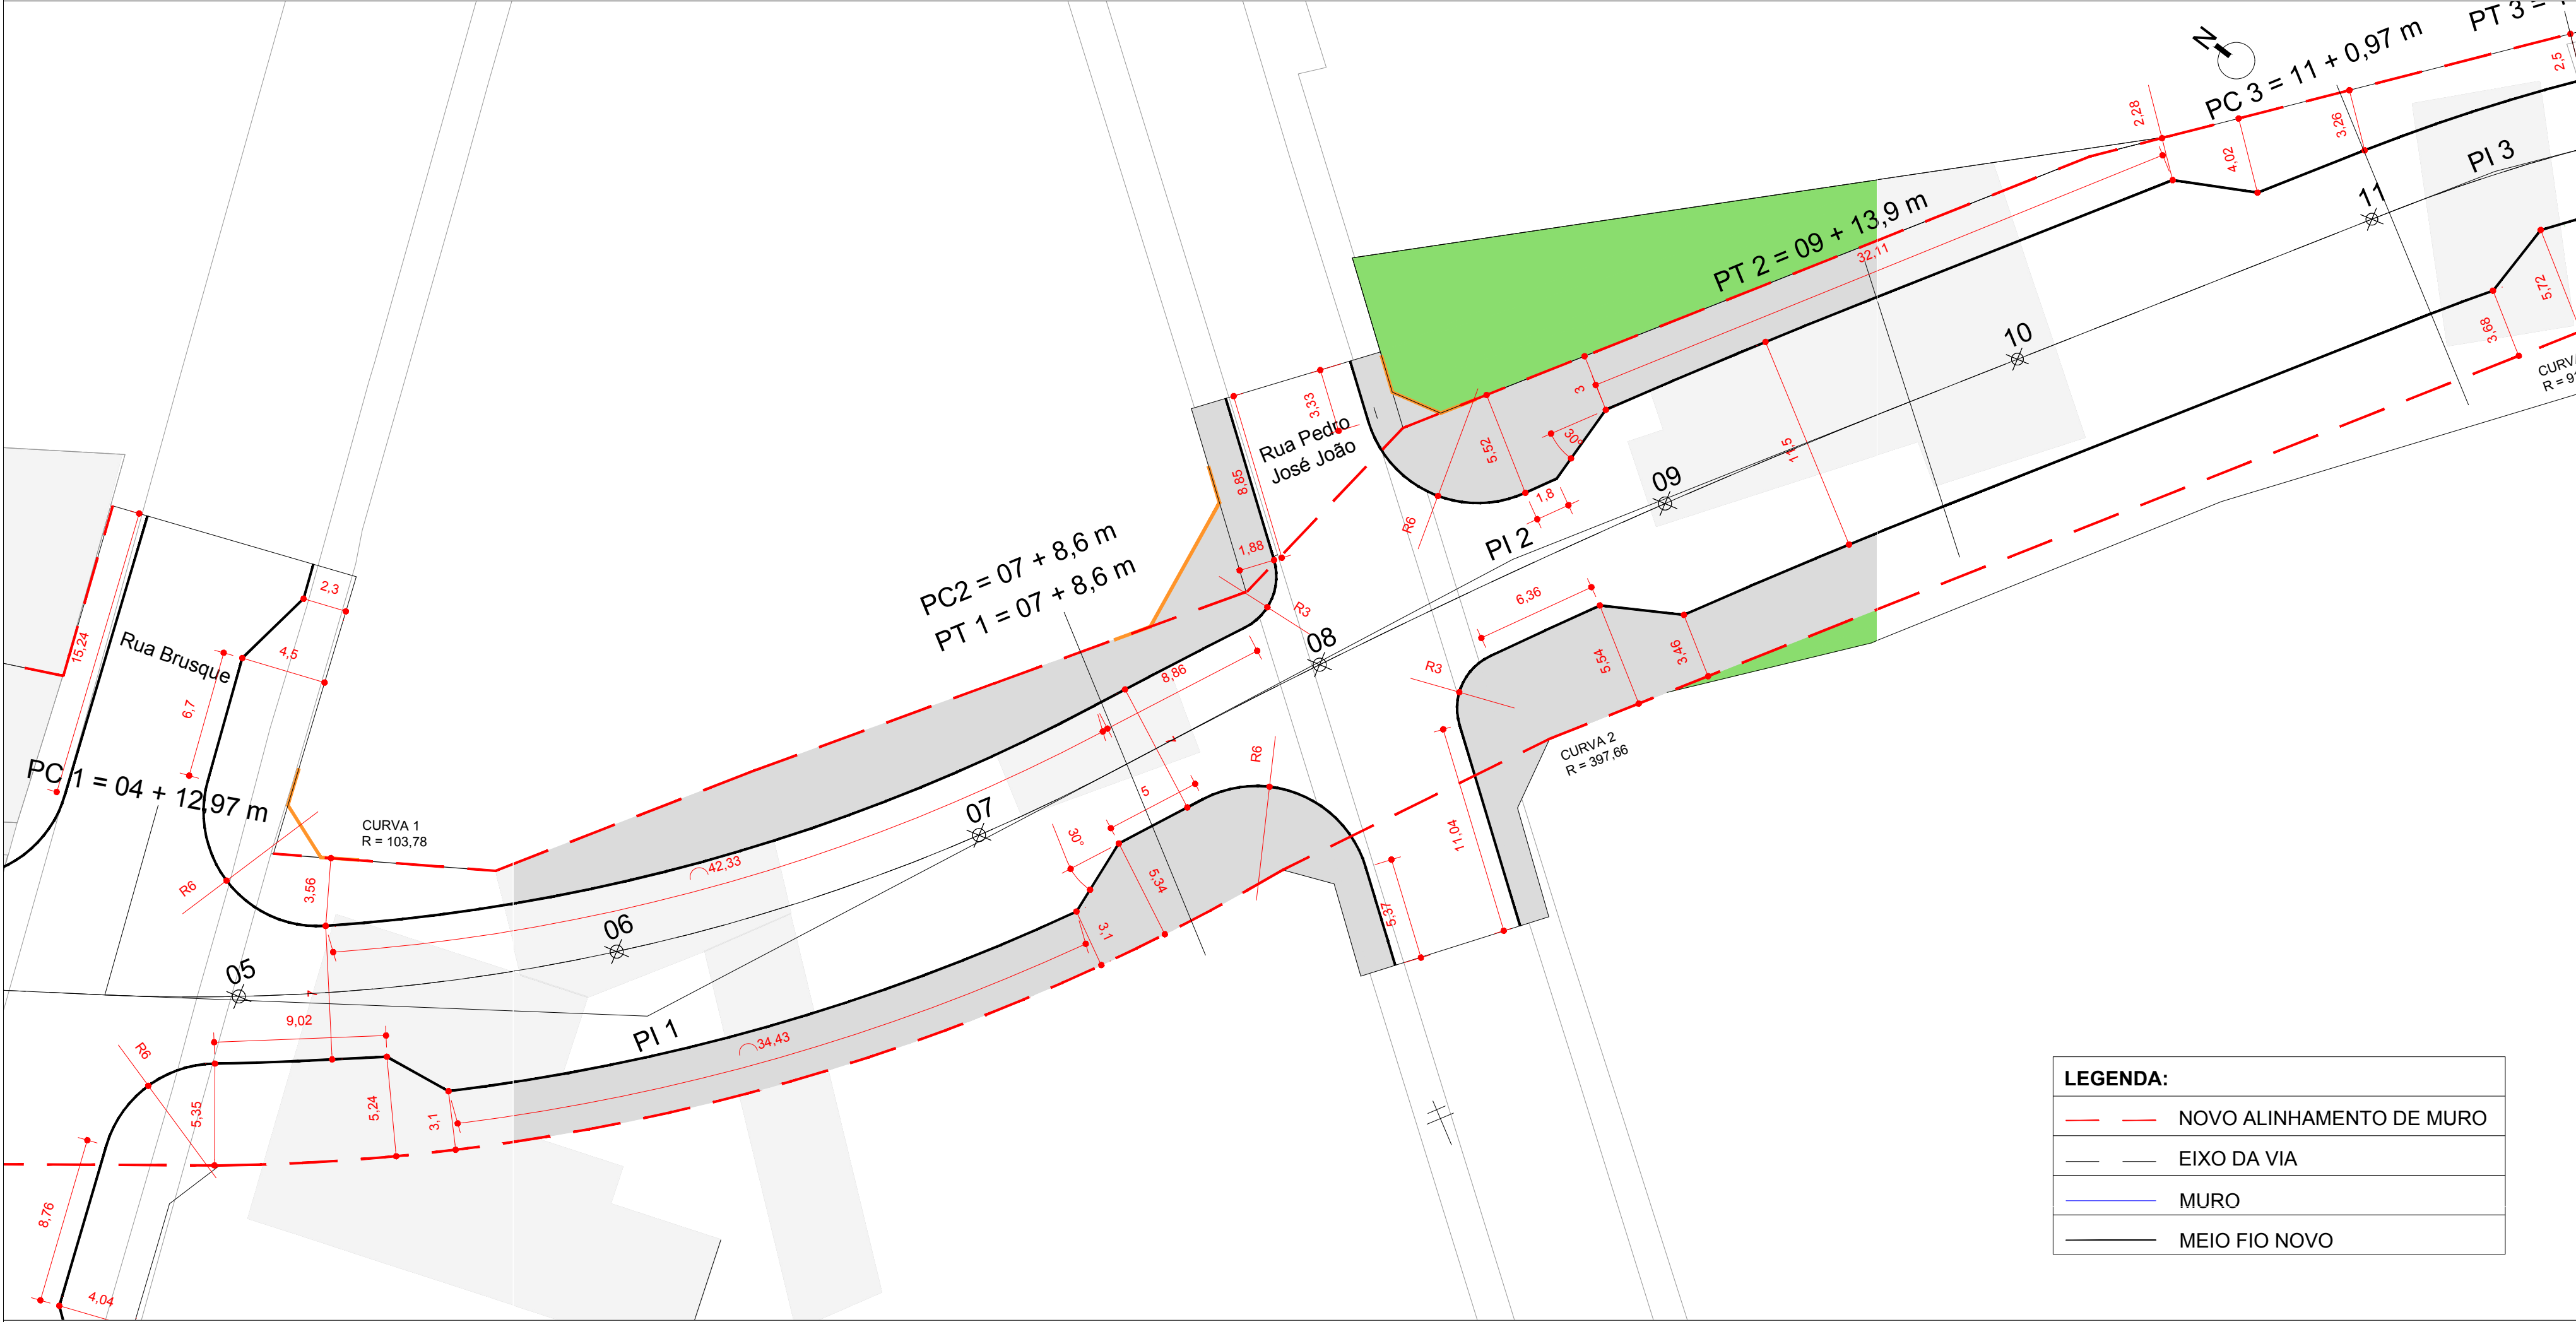 PT 3 =
N
PC 3 = 11 + 0,97 m
2,5
2,28
3,26
4,02
PI 3
11
PT 2 = 09 + 13,9 m
32,11
5,72
3,68
CURV
10
3
3,33
Rua Pedro
José João
30°
5,52
11,5
8,85
1,8
09
R6
PI 2
1,88
PC2 = 07 + 8,6 m
PT 1 = 07 + 8,6 m
R3
08
6,36
2,3
15,24
Rua Brusque
4,5
6,7
5,54
3,46
R3
8,86
7
R6
CURVA 2
R = 397,66
PC 1 = 04 + 12,97 m
5
07
CURVA 1
R = 103,78
30°
11,04
42,33
5,34
R6
3,56
5,37
06
3,1
05
7
9,02
PI 1
34,43
R6
5,35
5,24
3,1
8,76
4,04
LEGENDA:
NOVO ALINHAMENTO DE MURO
EIXO DA VIA
MURO
MEIO FIO NOVO